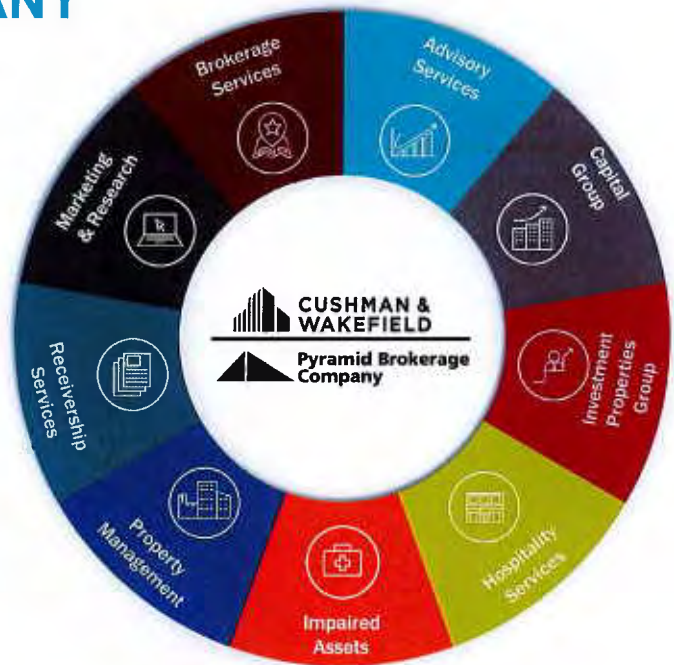 ANY
Brokerage
Services
Advisory
Services
Capital
Group
Investment
Properties
Group
Hospitality
Services
Impaired
Assets
Property
Management
Receivership
Services
Marketing
& Research
CUSHMAN &
WAKEFIELD
Pyramid Brokerage
Company